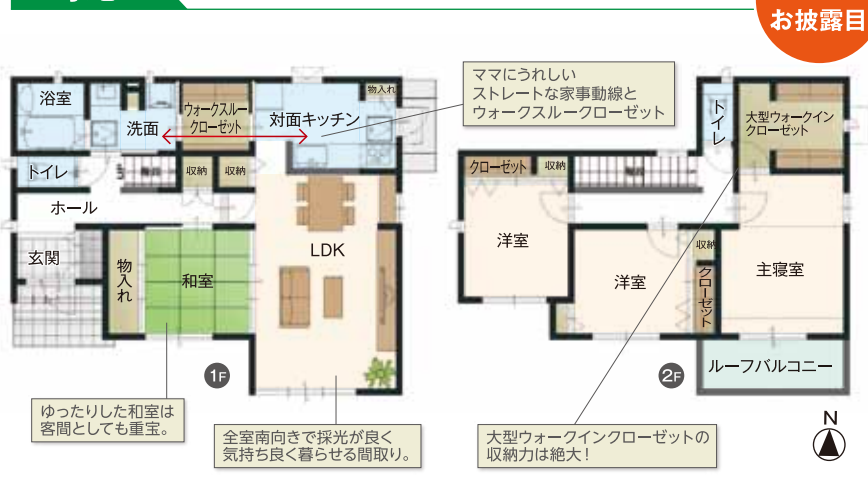 お披露目
ママにうれしい
ストレートな家事動線と
ウォークスルークローゼット
浴室
洗面
ウォークスルー
クローゼット
対面キッチン
物入れ
トイレ
収納
収納
ホール
玄関
物入れ
和室
LDK
1F
ゆったりした和室は
客間としても重宝。
全室南向きで採光が良く
気持ち良く暮らせる間取り。
トイレ
大型ウォークイン
クローゼット
クローゼット
収納
洋室
洋室
収納
クローゼット
主寝室
ルーフバルコニー
2F
大型ウォークインクローゼットの
収納力は絶大！
N